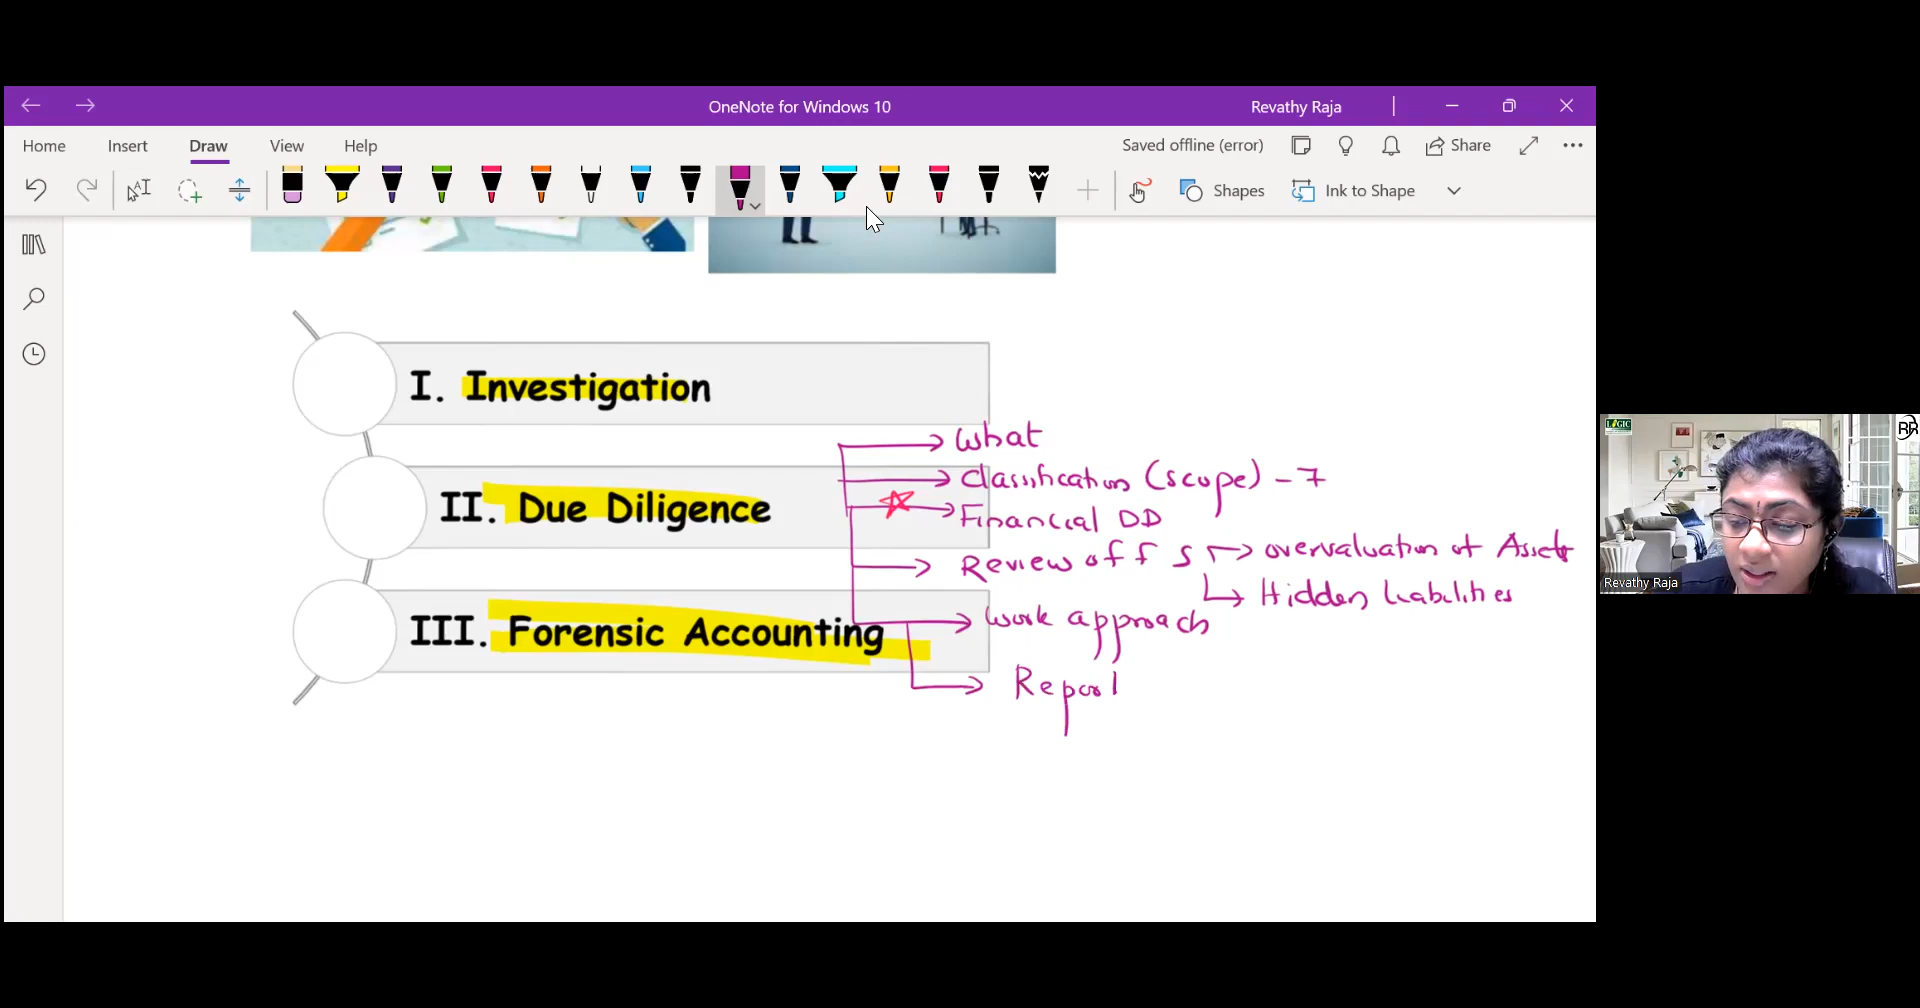 OneNote for Windows 10
Revathy Raja
Home Insert Draw View Help
Saved offline (error)
Share
Shapes
Ink to Shape
I. Investigation
What
Classification (scope) - 7
II. Due Diligence
Financial DD
Review of F S
overvaluation of Assets
Hidden Liabilities
III. Forensic Accounting
Work approach
Report
LOGIC
RR
Revathy Raja